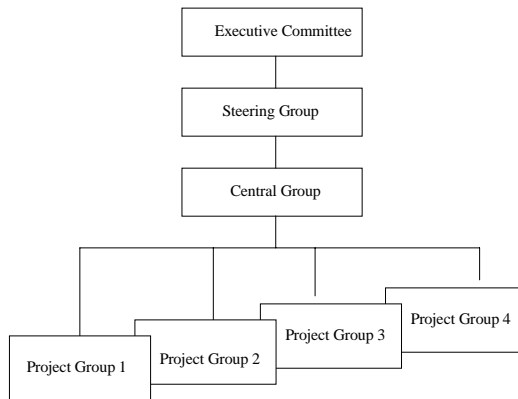 Executive Committee
Steering Group
Central Group
Project Group 1
Project Group 2
Project Group 3
Project Group 4